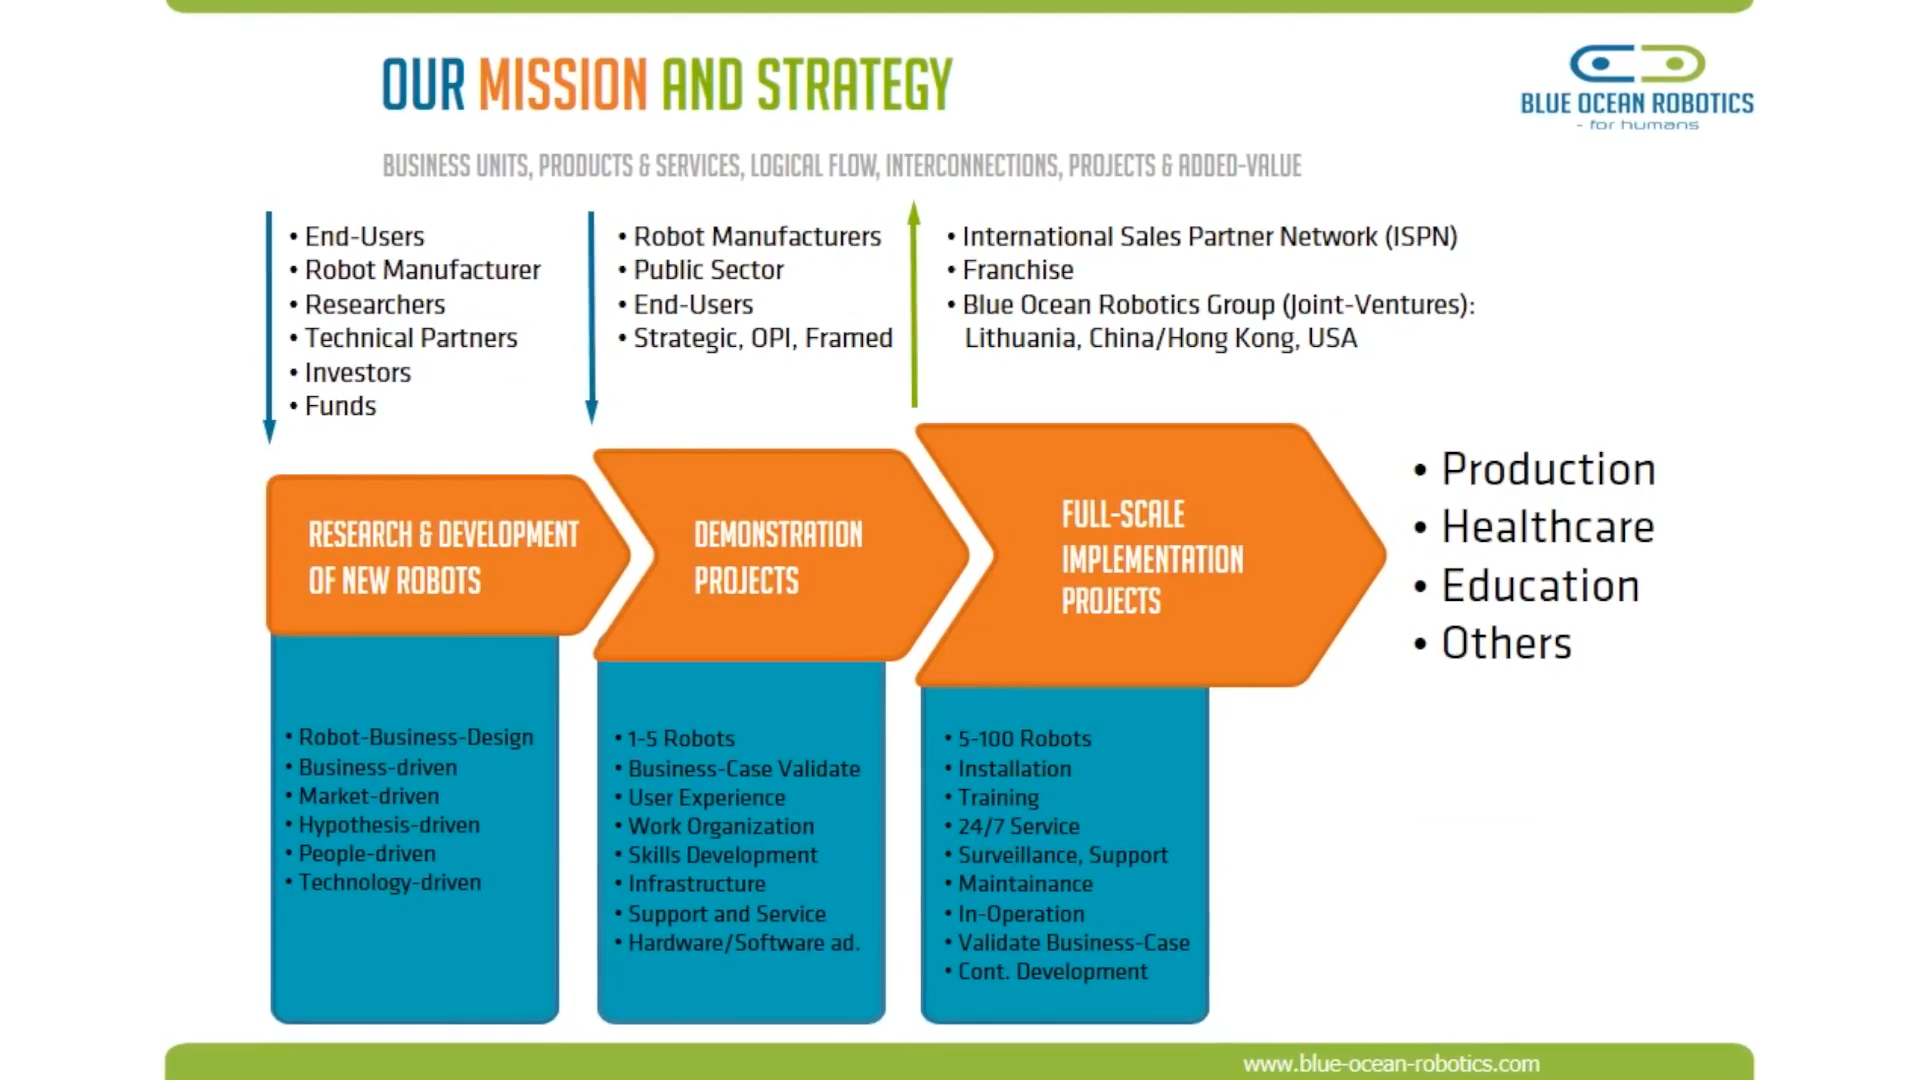 OUR MISSION AND STRATEGY
BLUE OCEAN ROBOTICS
- for humans
BUSINESS UNITS, PRODUCTS & SERVICES, LOGICAL FLOW, INTERCONNECTIONS, PROJECTS & ADDED-VALUE
• End-Users
• Robot Manufacturer
• Researchers
• Technical Partners
• Investors
• Funds
• Robot Manufacturers
• Public Sector
• End-Users
• Strategic, OPI, Framed
• International Sales Partner Network (ISPN)
• Franchise
• Blue Ocean Robotics Group (Joint-Ventures):
Lithuania, China/Hong Kong, USA
RESEARCH & DEVELOPMENT
OF NEW ROBOTS
DEMONSTRATION
PROJECTS
FULL-SCALE
IMPLEMENTATION
PROJECTS
• Production
• Healthcare
• Education
• Others
• Robot-Business-Design
• Business-driven
• Market-driven
• Hypothesis-driven
• People-driven
• Technology-driven
• 1-5 Robots
• Business-Case Validate
• User Experience
• Work Organization
• Skills Development
• Infrastructure
• Support and Service
• Hardware/Software ad.
• 5-100 Robots
• Installation
• Training
• 24/7 Service
• Surveillance, Support
• Maintainance
• In-Operation
• Validate Business-Case
• Cont. Development
www.blue-ocean-robotics.com